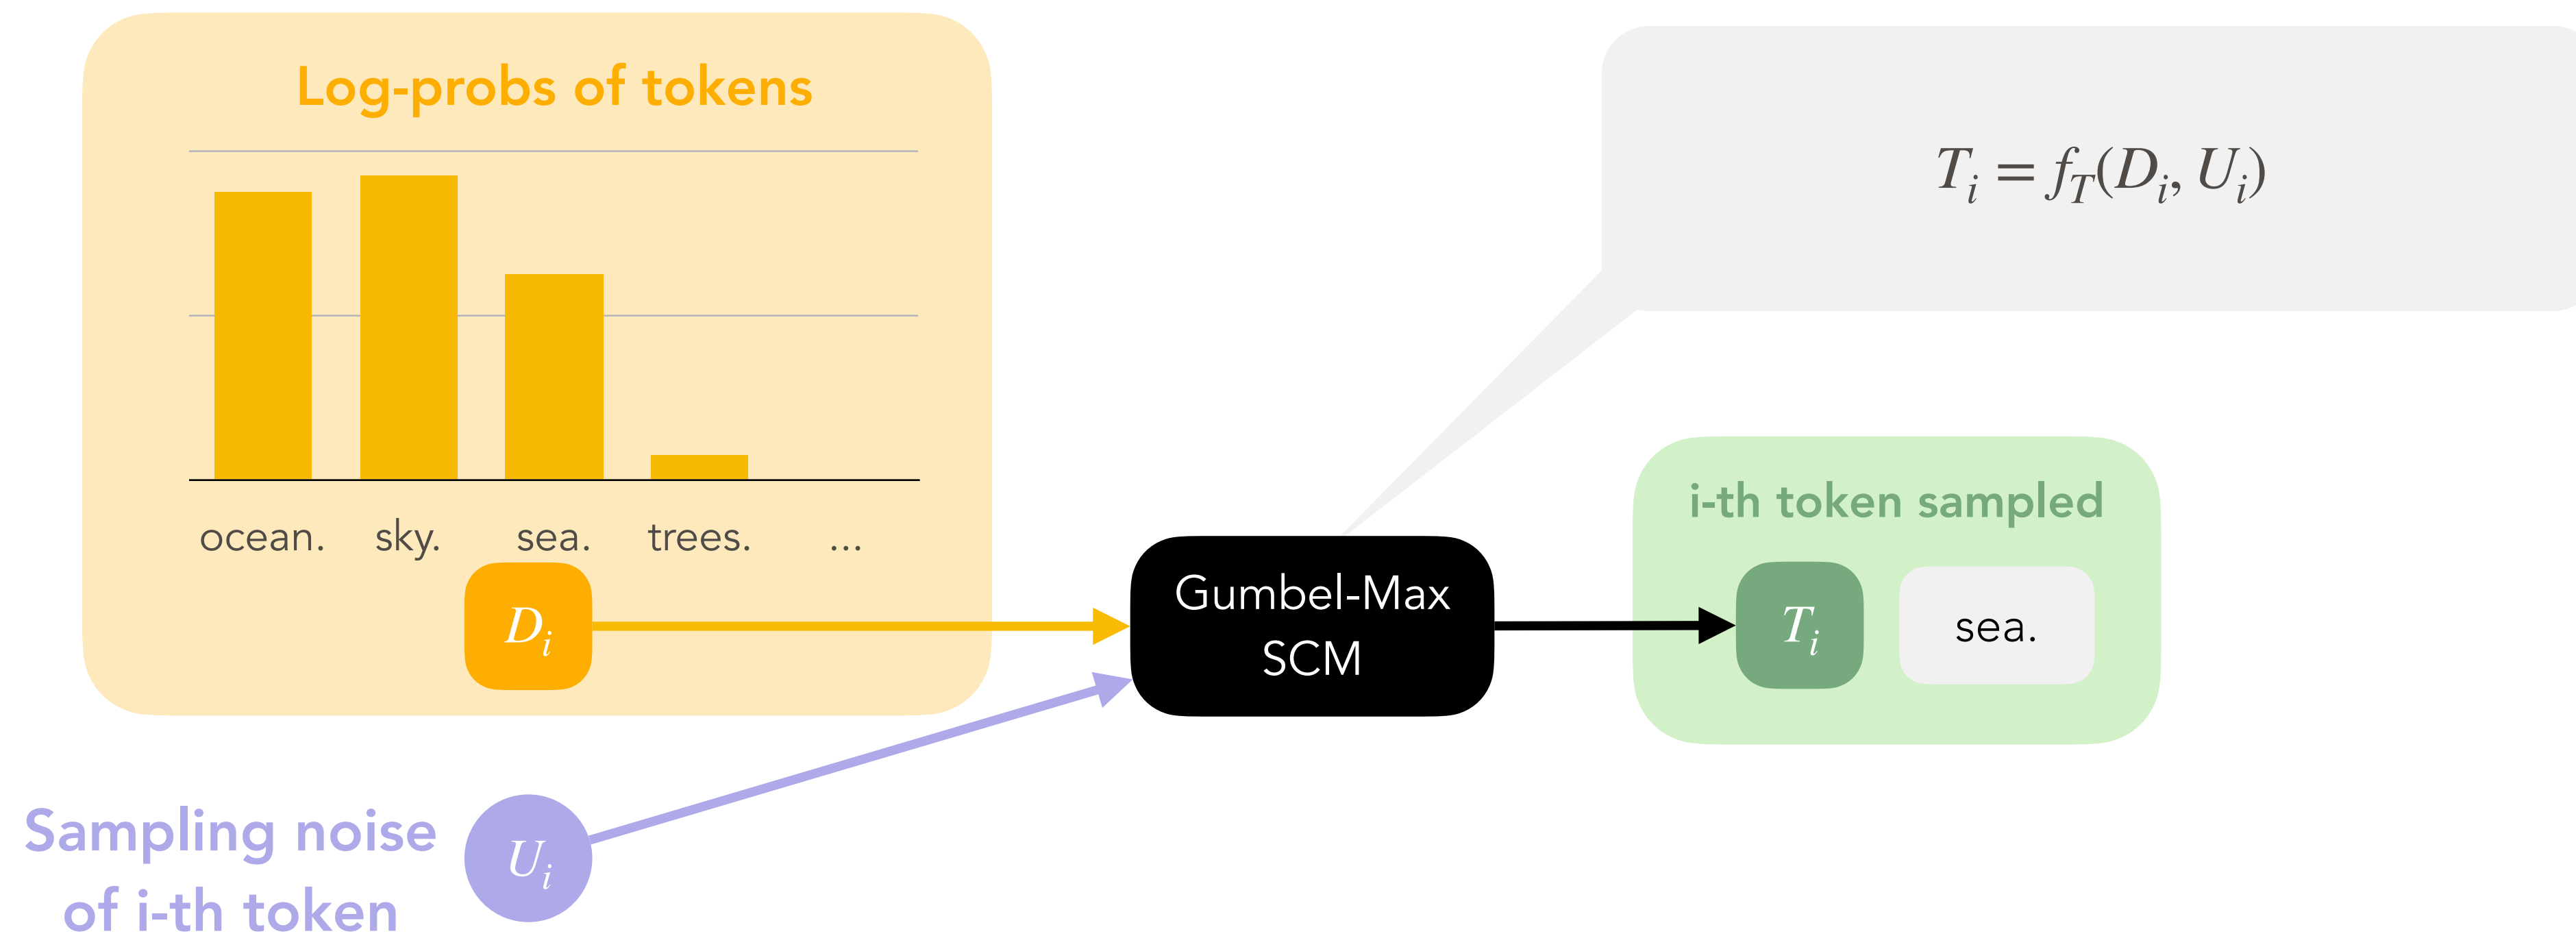 Log-probs of tokens
ocean. sky. sea. trees. ...
D_i
Sampling noise
of i-th token
U_i
Gumbel-Max
SCM
T_i = f_T(D_i, U_i)
i-th token sampled
T_i sea.